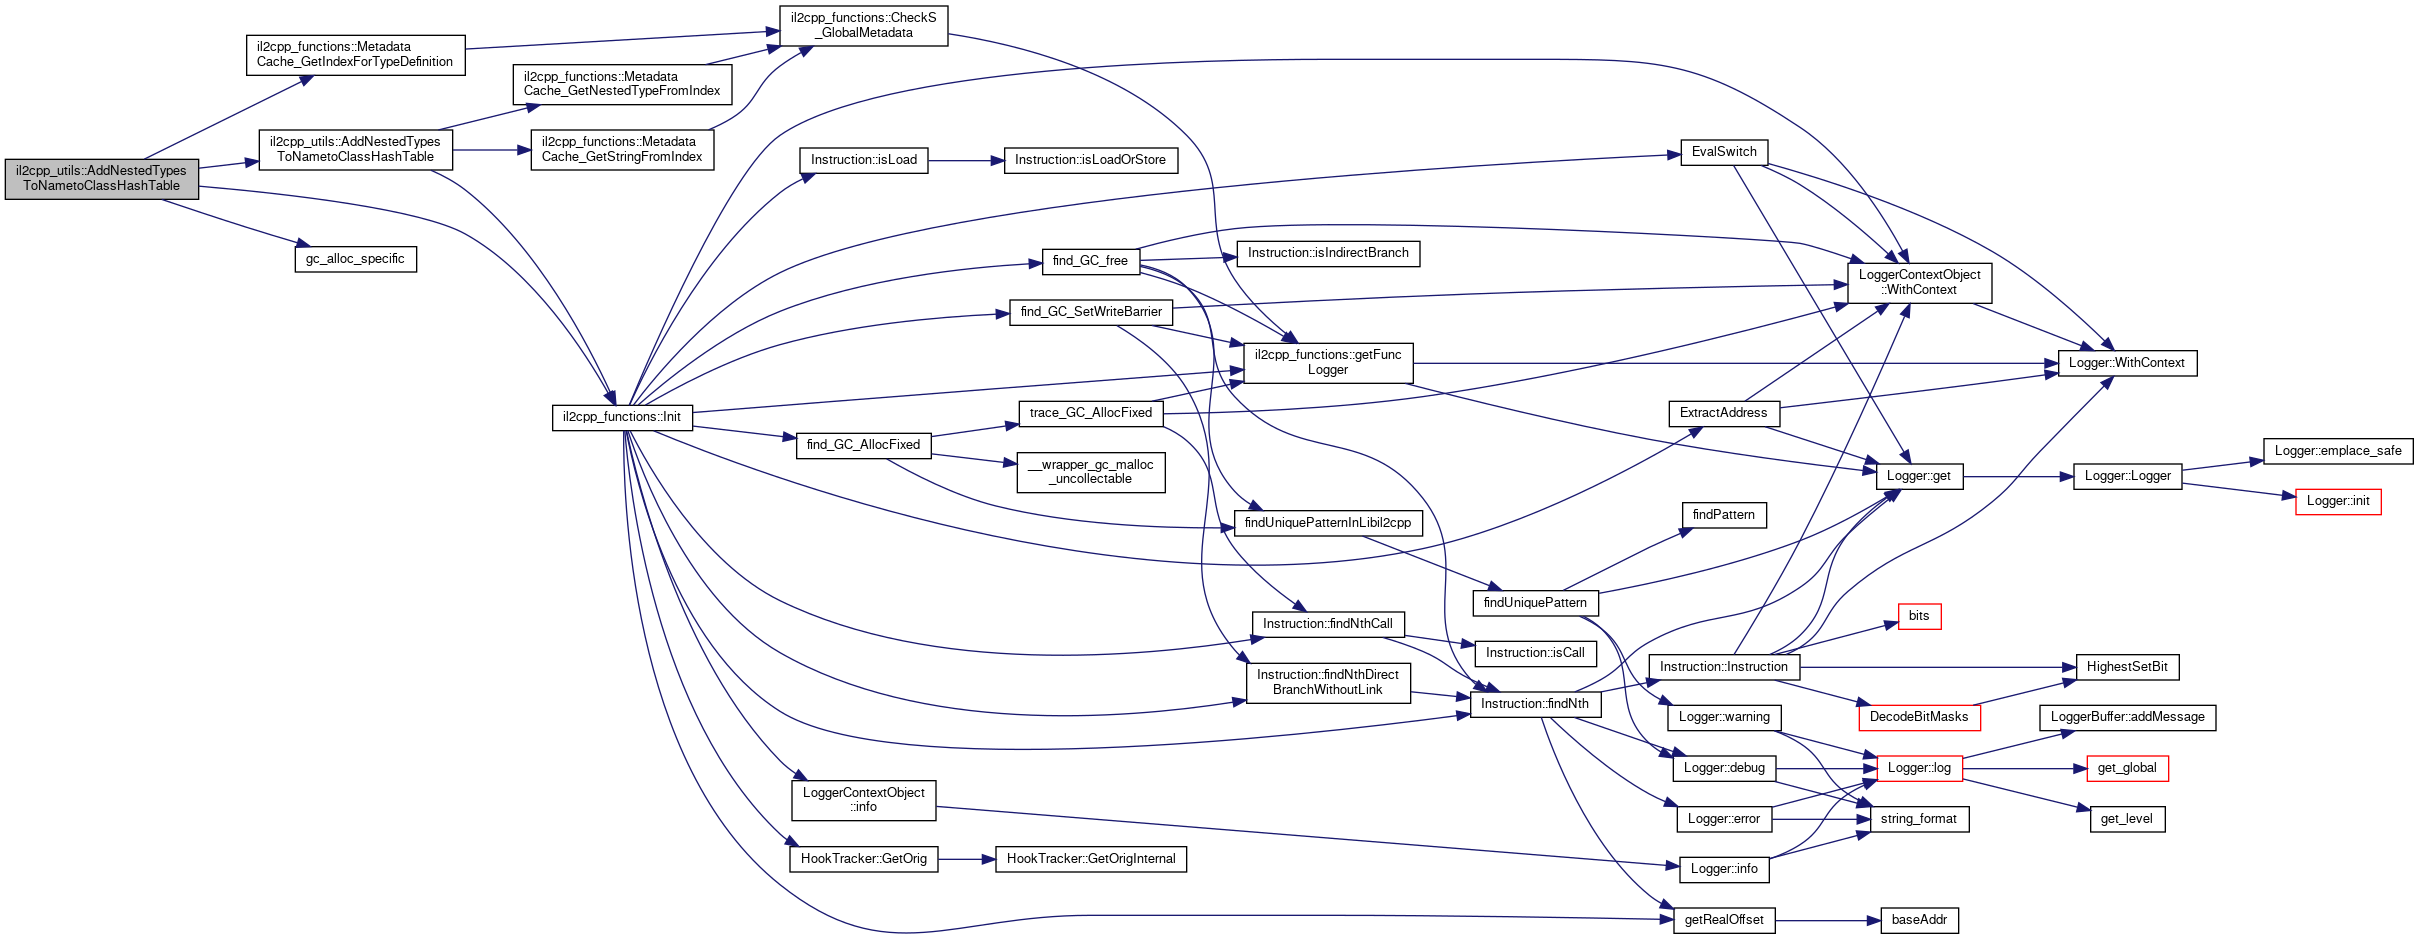 il2cpp_utils::AddNestedTypes
ToNametoClassHashTable
il2cpp_functions::Metadata
Cache_GetIndexForTypeDefinition
il2cpp_utils::AddNestedTypes
ToNametoClassHashTable
gc_alloc_specific
il2cpp_functions::Metadata
Cache_GetNestedTypeFromIndex
il2cpp_functions::Metadata
Cache_GetStringFromIndex
il2cpp_functions::Init
il2cpp_functions::CheckS
_GlobalMetadata
Instruction::isLoad
find_GC_AllocFixed
LoggerContextObject
::info
HookTracker::GetOrig
Instruction::isLoadOrStore
find_GC_free
find_GC_SetWriteBarrier
trace_GC_AllocFixed
__wrapper_gc_malloc
_uncollectable
HookTracker::GetOrigInternal
Instruction::isIndirectBranch
il2cpp_functions::getFunc
Logger
findUniquePatternInLibil2cpp
Instruction::findNthCall
Instruction::findNthDirect
BranchWithoutLink
findUniquePattern
Instruction::isCall
Instruction::findNth
EvalSwitch
ExtractAddress
findPattern
Instruction::Instruction
Logger::warning
Logger::debug
Logger::error
Logger::info
getRealOffset
LoggerContextObject
::WithContext
Logger::get
bits
DecodeBitMasks
Logger::log
string_format
baseAddr
Logger::WithContext
Logger::Logger
HighestSetBit
LoggerBuffer::addMessage
get_global
get_level
Logger::emplace_safe
Logger::init